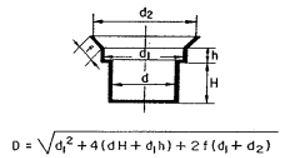 d₂
f
d₁
h
d
H
D = √d₁² + 4(dH + d₁h) + 2f(d₁ + d₂)